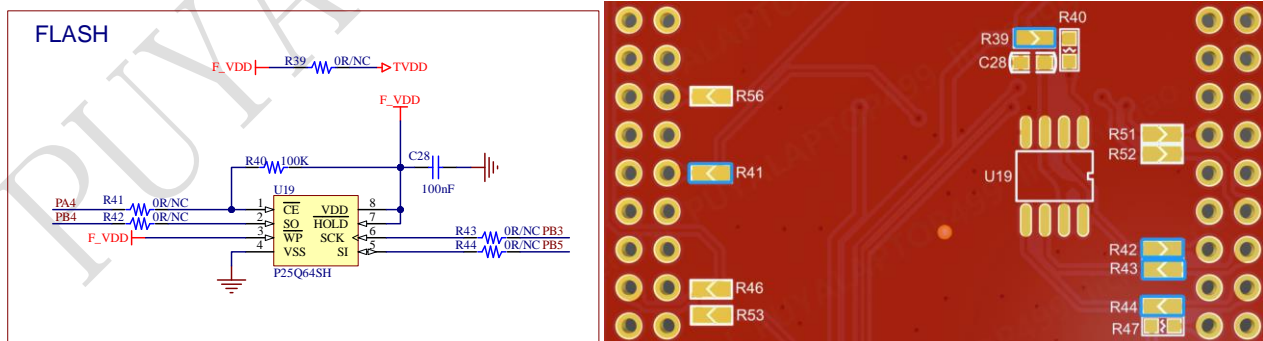 FLASH
F_VDD R39 0R/NC TVDD
F_VDD
R40 100K
C28
100nF
U19
PA4 R41 0R/NC
PB4 R42 0R/NC
F_VDD
1 CE VDD 8
2 SO HOLD 7
3 WP SCK 6
4 VSS SI 5
R43 0R/NC PB3
R44 0R/NC PB5
P25Q64SH
PUYA
R40
R39
C28
R56
R51
R52
R41
U19
R42
R43
R46
R44
R53
R47